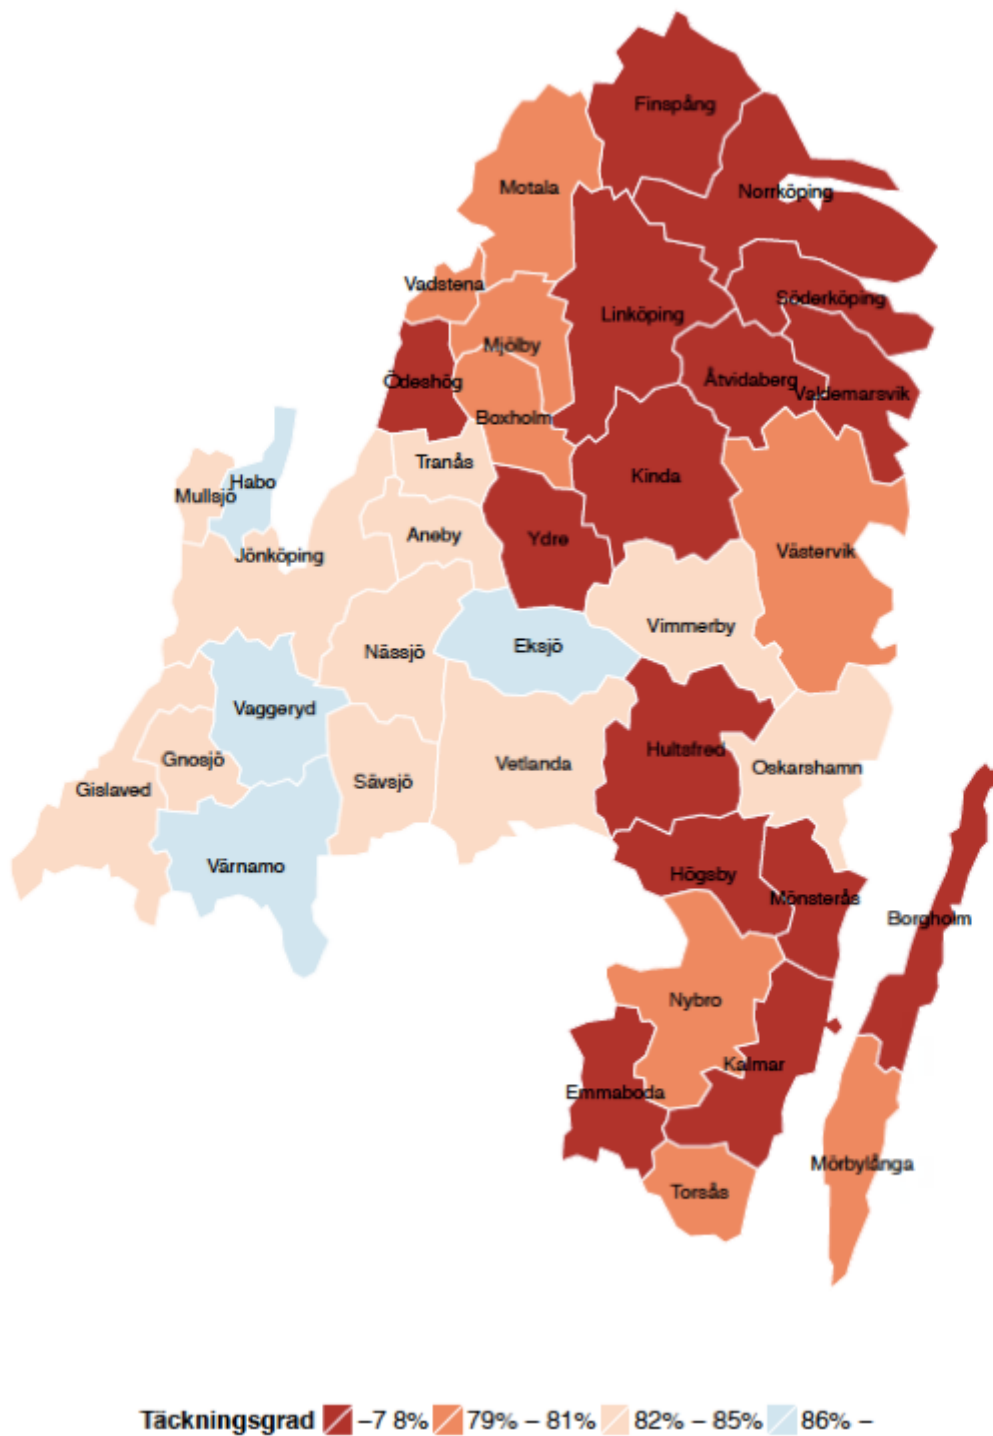 Finspång
Motala
Norrköping
Vadstena
Söderköping
Linköping
Mjölby
Ödeshög
Åtvidaberg
Valdemarsvik
Boxholm
Tranås
Kinda
Habo
Mullsjö
Aneby
Ydre
Västervik
Jönköping
Vimmerby
Nässjö
Eksjö
Vaggeryd
Hultsfred
Gnosjö
Vetlanda
Oskarshamn
Sävsjö
Gislaved
Värnamo
Högsby
Mönsterås
Borgholm
Nybro
Kalmar
Emmaboda
Mörbylånga
Torsås
Täckningsgrad –7 8% 79% – 81% 82% – 85% 86% –